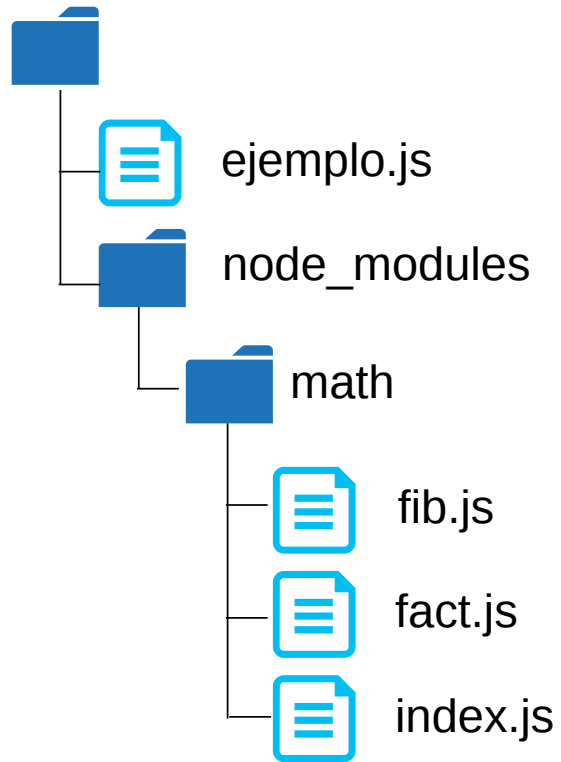 ejemplo.js
node_modules
math
fib.js
fact.js
index.js